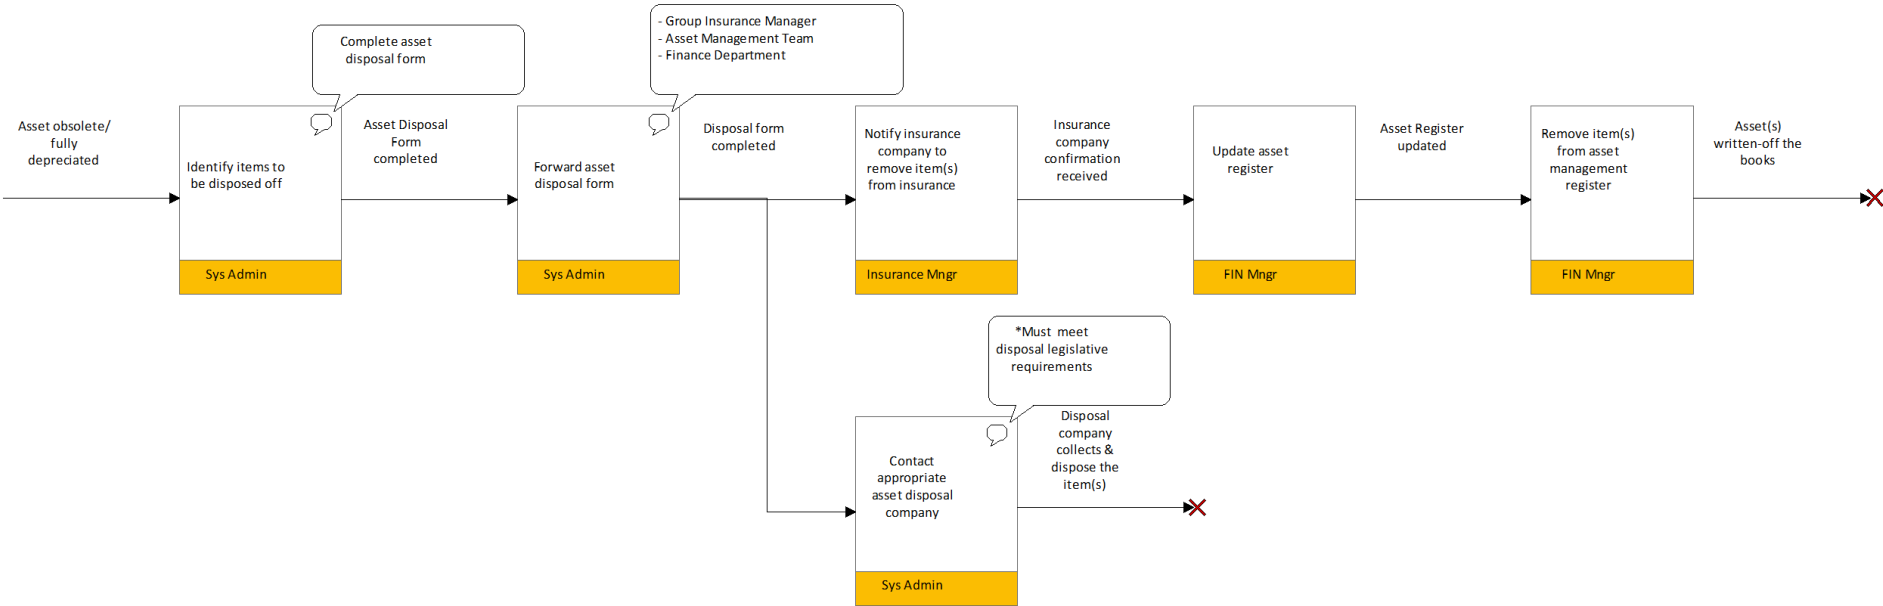 Complete asset
disposal form
- Group Insurance Manager
- Asset Management Team
- Finance Department
Asset obsolete/
fully
depreciated
Identify items to
be disposed off
Sys Admin
Asset Disposal
Form
completed
Forward asset
disposal form
Sys Admin
Disposal form
completed
Notify insurance
company to
remove item(s)
from insurance
Insurance Mngr
Insurance
company
confirmation
received
Update asset
register
FIN Mngr
Asset Register
updated
Remove item(s)
from asset
management
register
FIN Mngr
Asset(s)
written-off the
books
*Must meet
disposal legislative
requirements
Contact
appropriate
asset disposal
company
Sys Admin
Disposal
company
collects &
dispose the
item(s)